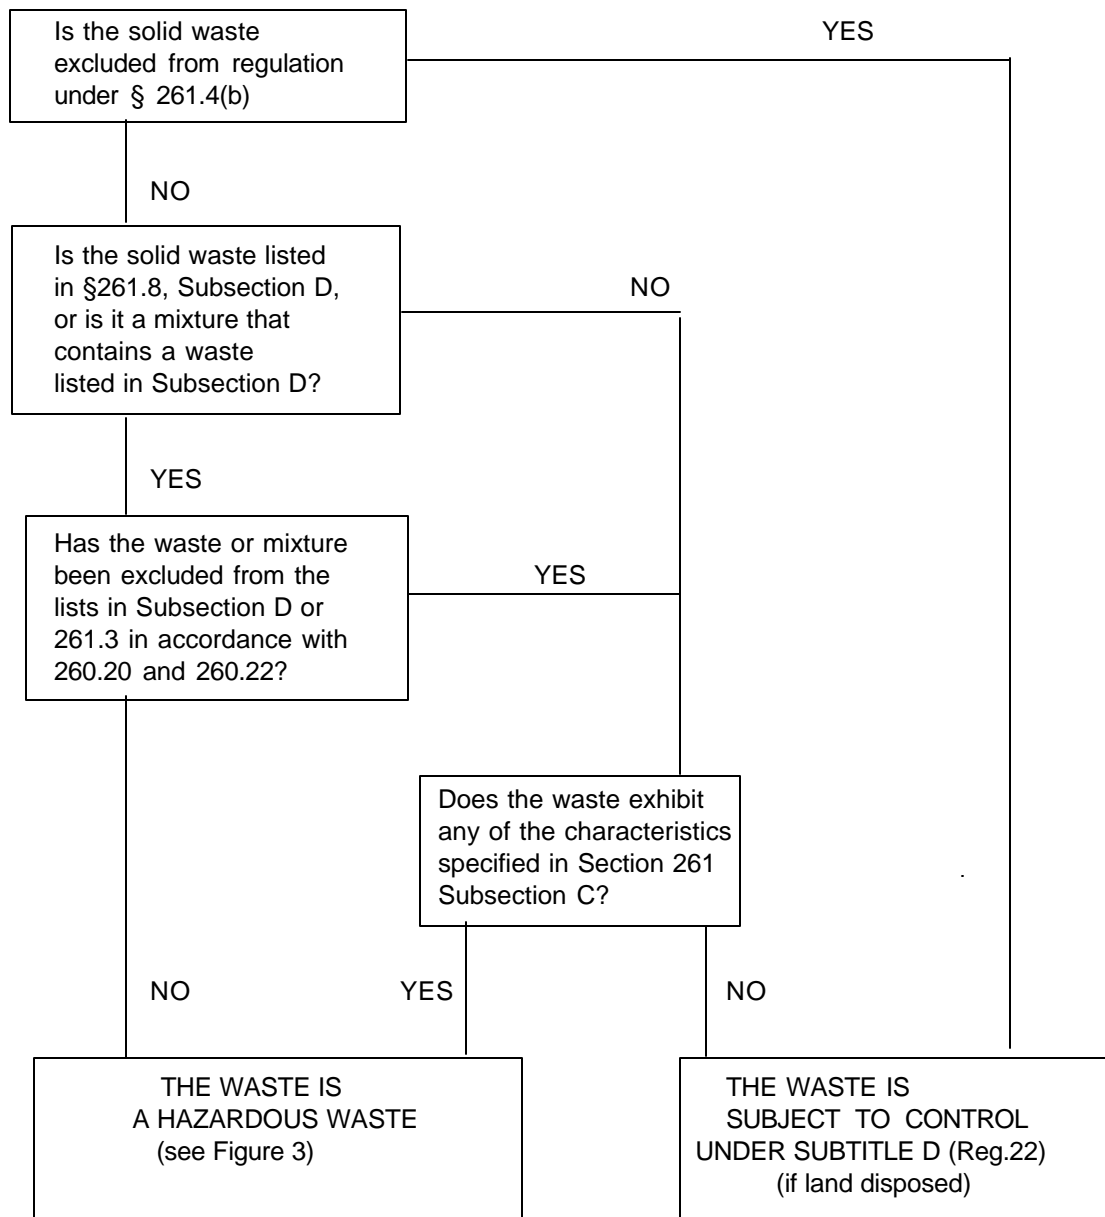 Is the solid waste
excluded from regulation
under § 261.4(b)
YES
NO
Is the solid waste listed
in §261.8, Subsection D,
or is it a mixture that
contains a waste
listed in Subsection D?
NO
YES
Has the waste or mixture
been excluded from the
lists in Subsection D or
261.3 in accordance with
260.20 and 260.22?
YES
Does the waste exhibit
any of the characteristics
specified in Section 261
Subsection C?
NO
YES
NO
THE WASTE IS
A HAZARDOUS WASTE
(see Figure 3)
THE WASTE IS
SUBJECT TO CONTROL
UNDER SUBTITLE D (Reg.22)
(if land disposed)